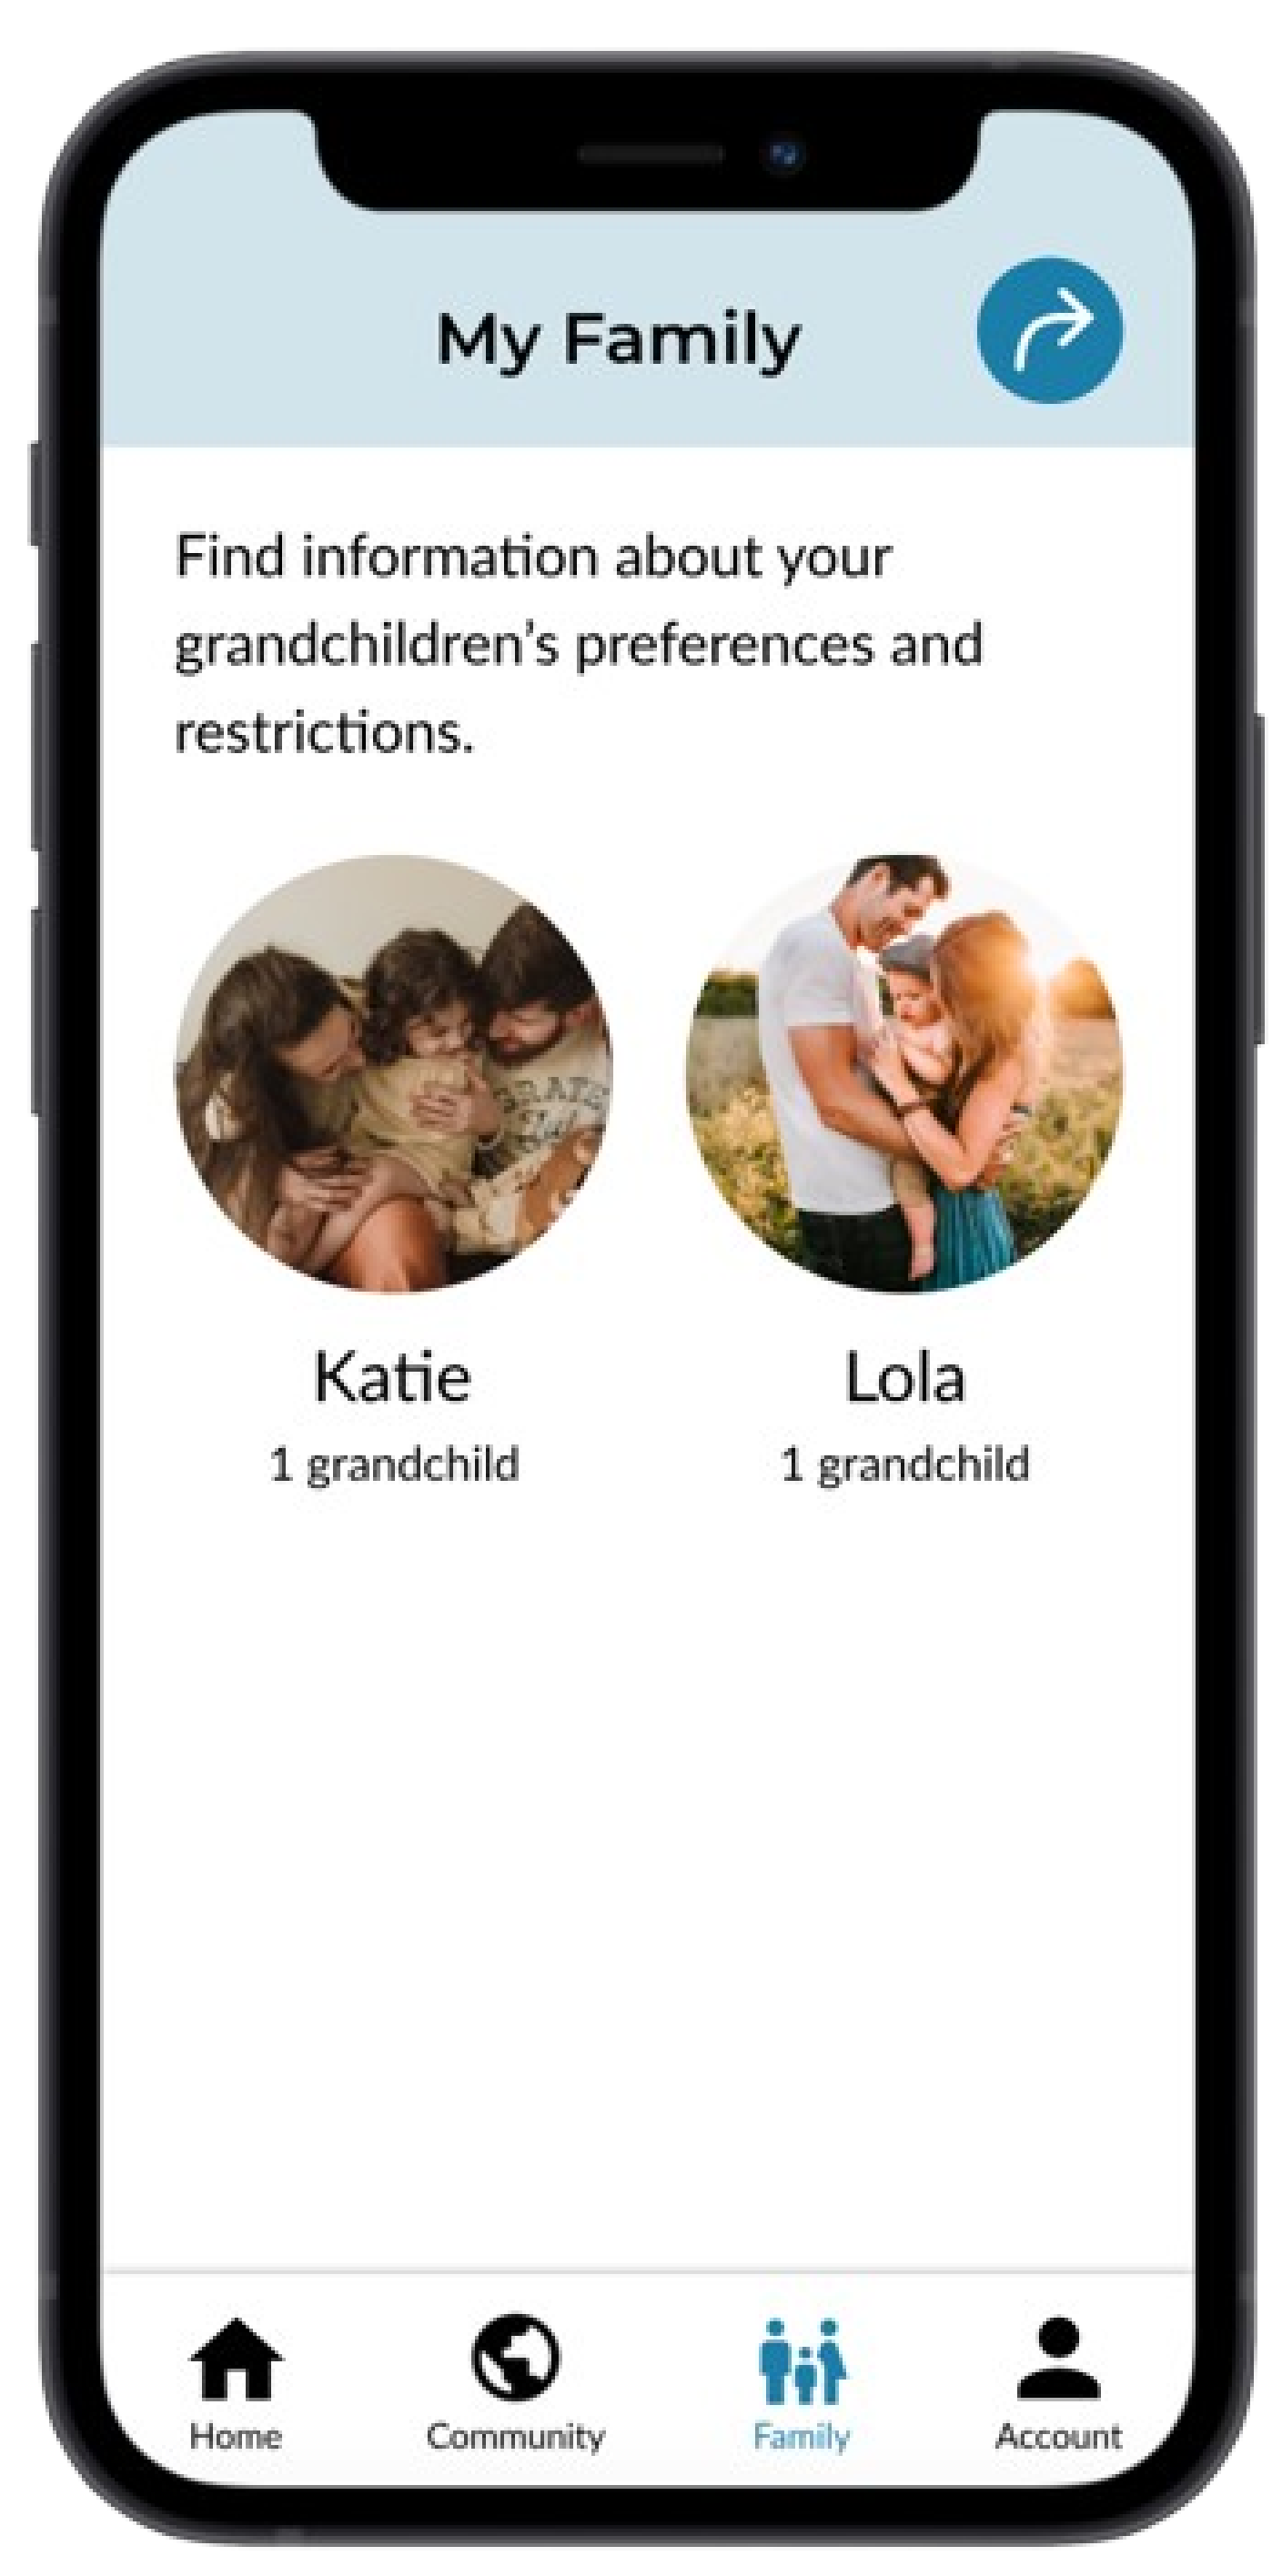 My Family
Find information about your
grandchildren’s preferences and
restrictions.
Katie
Lola
1 grandchild
1 grandchild
Home
Community
Family
Account